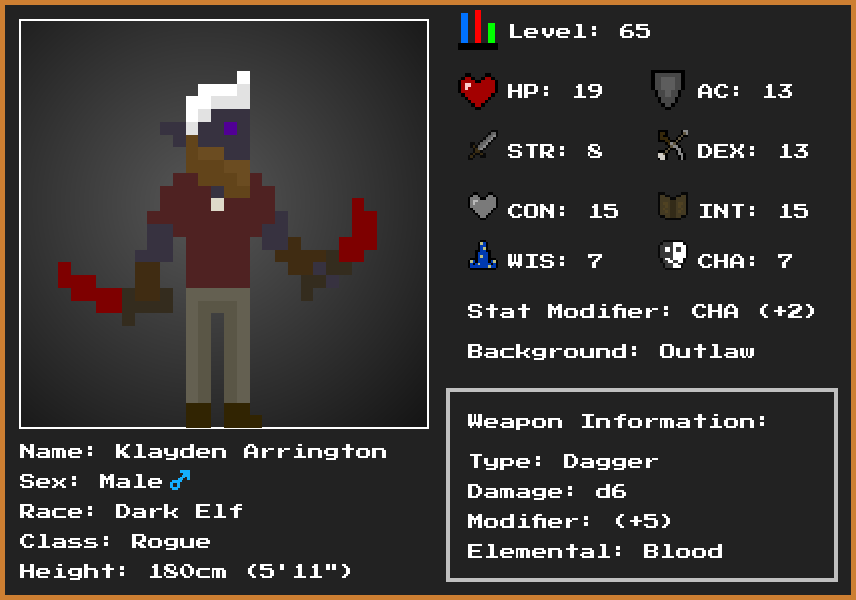 Level: 65
HP: 19 AC: 13
STR: 8 DEX: 13
CON: 15 INT: 15
WIS: 7 CHA: 7
Stat Modifier: CHA (+2)
Background: Outlaw
Weapon Information:
Type: Dagger
Damage: d6
Modifier: (+5)
Elemental: Blood
Name: Klayden Arrington
Sex: Male♂
Race: Dark Elf
Class: Rogue
Height: 180cm (5'11")